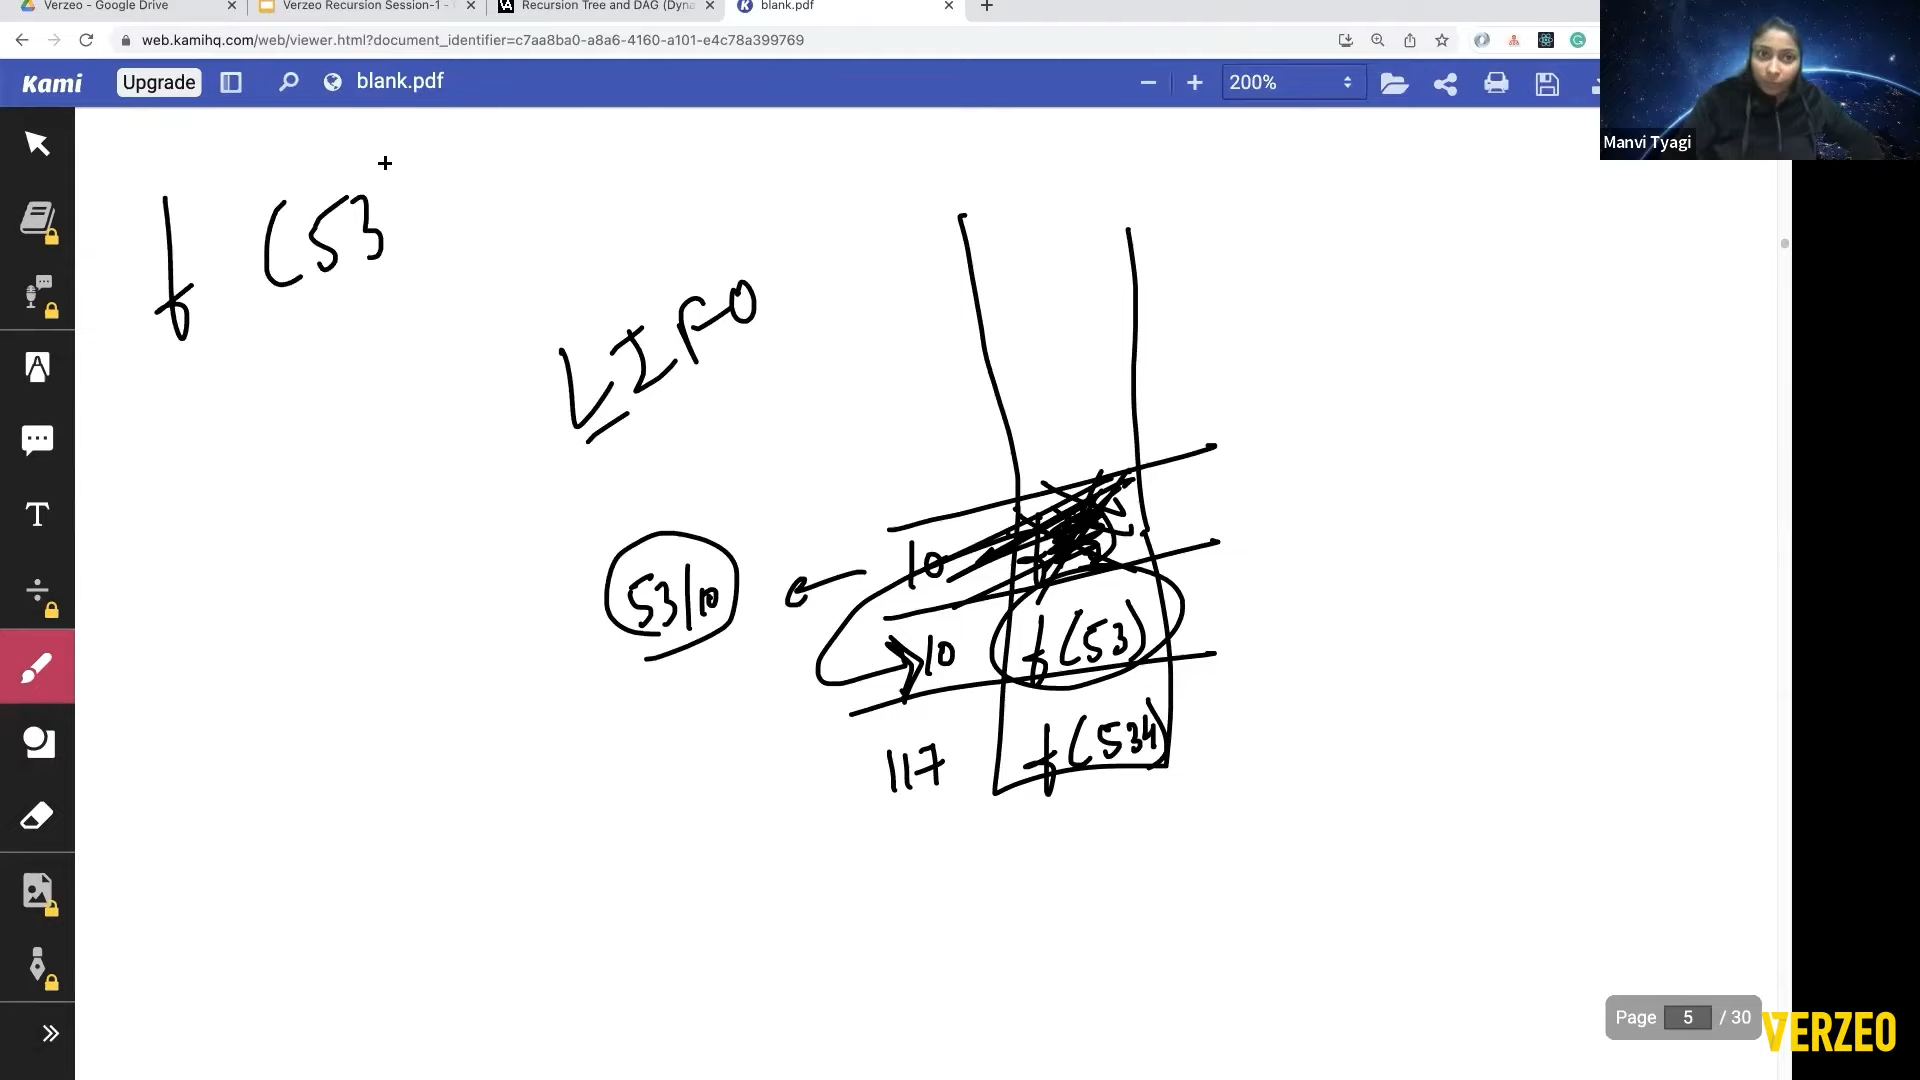 Verzeo - Google Drive
Verzeo Recursion Session-1 -
Recursion Tree and DAG (Dyna
blank.pdf
web.kamihq.com/web/viewer.html?document_identifier=c7aa8ba0-a8a6-4160-a101-e4c78a399769
Kami
Upgrade
blank.pdf
200%
Manvi Tyagi
f (53
LIFO
10
53/10
10 f(53)
117 f(534)
Page 5 / 30
VERZEO